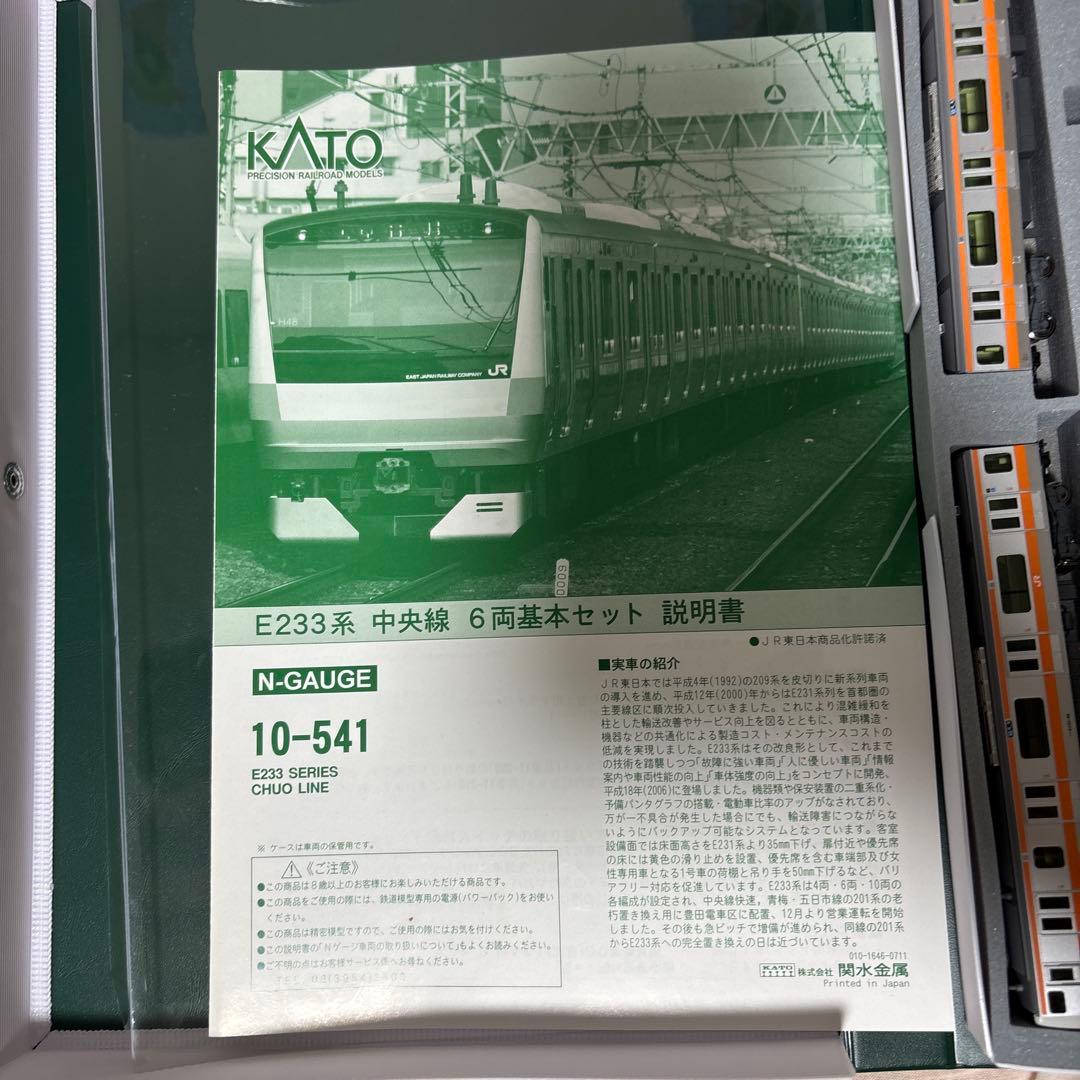 KATO
PRECISION RAILROAD MODELS
H48
EAST JAPAN RAILWAY COMPANY
JR
6000
E233系 中央線 6両基本セット 説明書
●JR東日本商品化許諾済
N-GAUGE
10-541
E233 SERIES
CHUO LINE
※ ケースは車両の保管用です。
⚠《ご注意》
●この商品は8歳以上のお客様にお楽しみいただける商品です。
●この商品をご使用の際には、鉄道模型専用の電源(パワーパック)をお使い
ください。
●この商品は精密模型ですので、ご使用の際にはお気を付けください。
●この説明書の「Nゲージ車両の取り扱いについて」もよくお読みください。
●ご不明の点はお客様サービス係へお尋ねください。
■実車の紹介
JR東日本では平成4年(1992)の209系を皮切りに新系列車両
の導入を進め、平成12年(2000)年からはE231系列を首都圏の
主要線区に順次投入していきました。これにより混雑緩和を
柱とした輸送改善やサービス向上を図るとともに、車両構造・
機器などの共通化による製造コスト・メンテナンスコストの
低減を実現しました。E233系はその改良形として、これまで
の技術を踏襲しつつ「故障に強い車両」「人に優しい車両」「情報
案内や車両性能の向上」「車体強度の向上」をコンセプトに開発、
平成18年(2006)に登場しました。機器類や保安装置の二重系化・
予備パンタグラフの搭載・電動車比率のアップがなされており、
万が一不具合が発生した場合にでも、輸送障害につながらな
いようにバックアップ可能なシステムとなっています。客室
設備面では床面高さをE231系より35mm下げ、扉付近や優先席
の床には黄色の滑り止めを設置、優先席を含む車端部及び女
性専用車となる1号車の荷棚と吊り手を50mm下げるなど、バリ
アフリー対応を促進しています。E233系は4両・6両・10両の
各編成が設定され、中央線快速、青梅・五日市線の201系の老
朽置き換え用に豊田電車区に配置、12月より営業運転を開始
しました。その後も急ピッチで増備が進められ、同線の201系
からE233系への完全置き換えの日は近づいています。
010-1646-0711
KATO 株式会社 関水金属
Printed in Japan